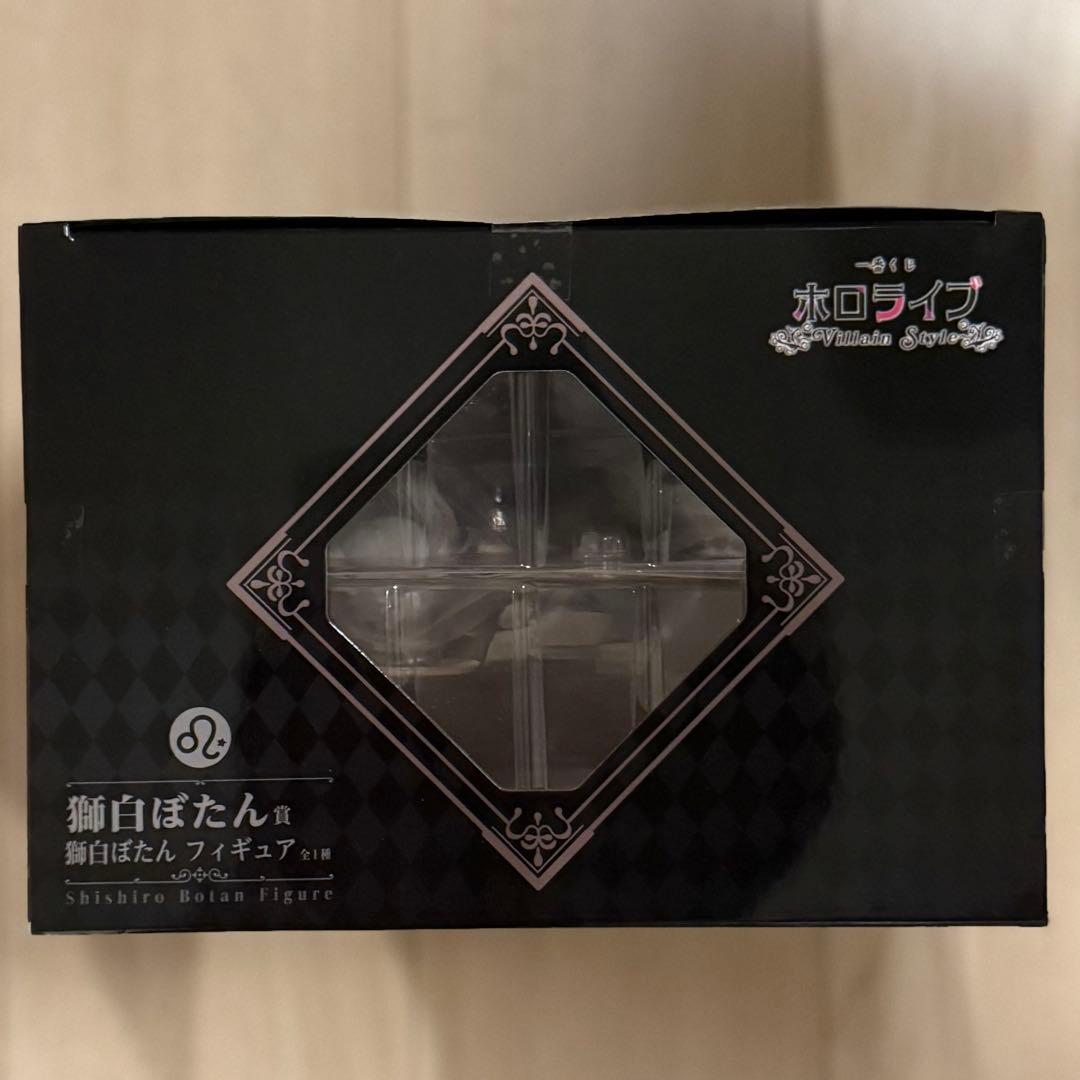 一番くじ
ホロライブ
Villain Style
獅白ぼたん賞
獅白ぼたん フィギュア 全1種
Shishiro Botan Figure